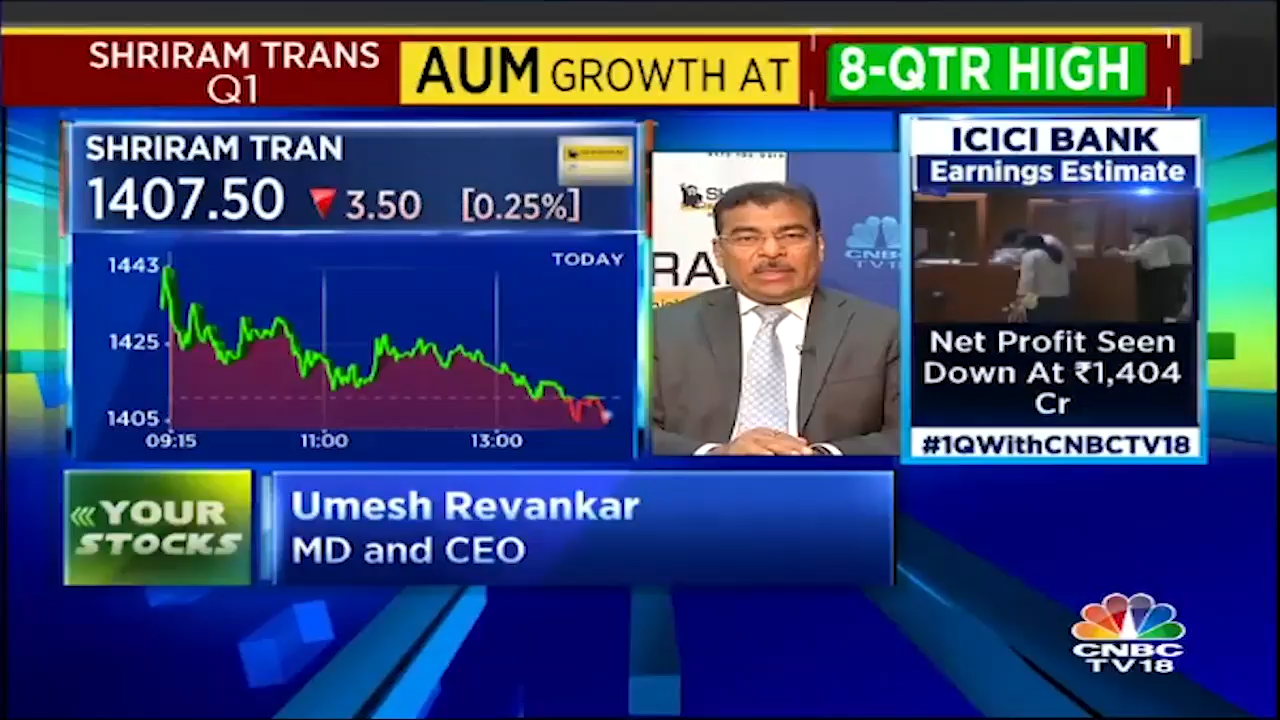 SHRIRAM TRANS
Q1
AUM GROWTH AT
8-QTR HIGH
SHRIRAM TRAN
1407.50 ▼ 3.50 [0.25%]
TODAY
1443
1425
1405
09:15 11:00 13:00
CNBC
TV18
ICICI BANK
Earnings Estimate
Net Profit Seen
Down At ₹1,404
Cr
#1QWithCNBCTV18
YOUR
STOCKS
Umesh Revankar
MD and CEO
CNBC
TV18